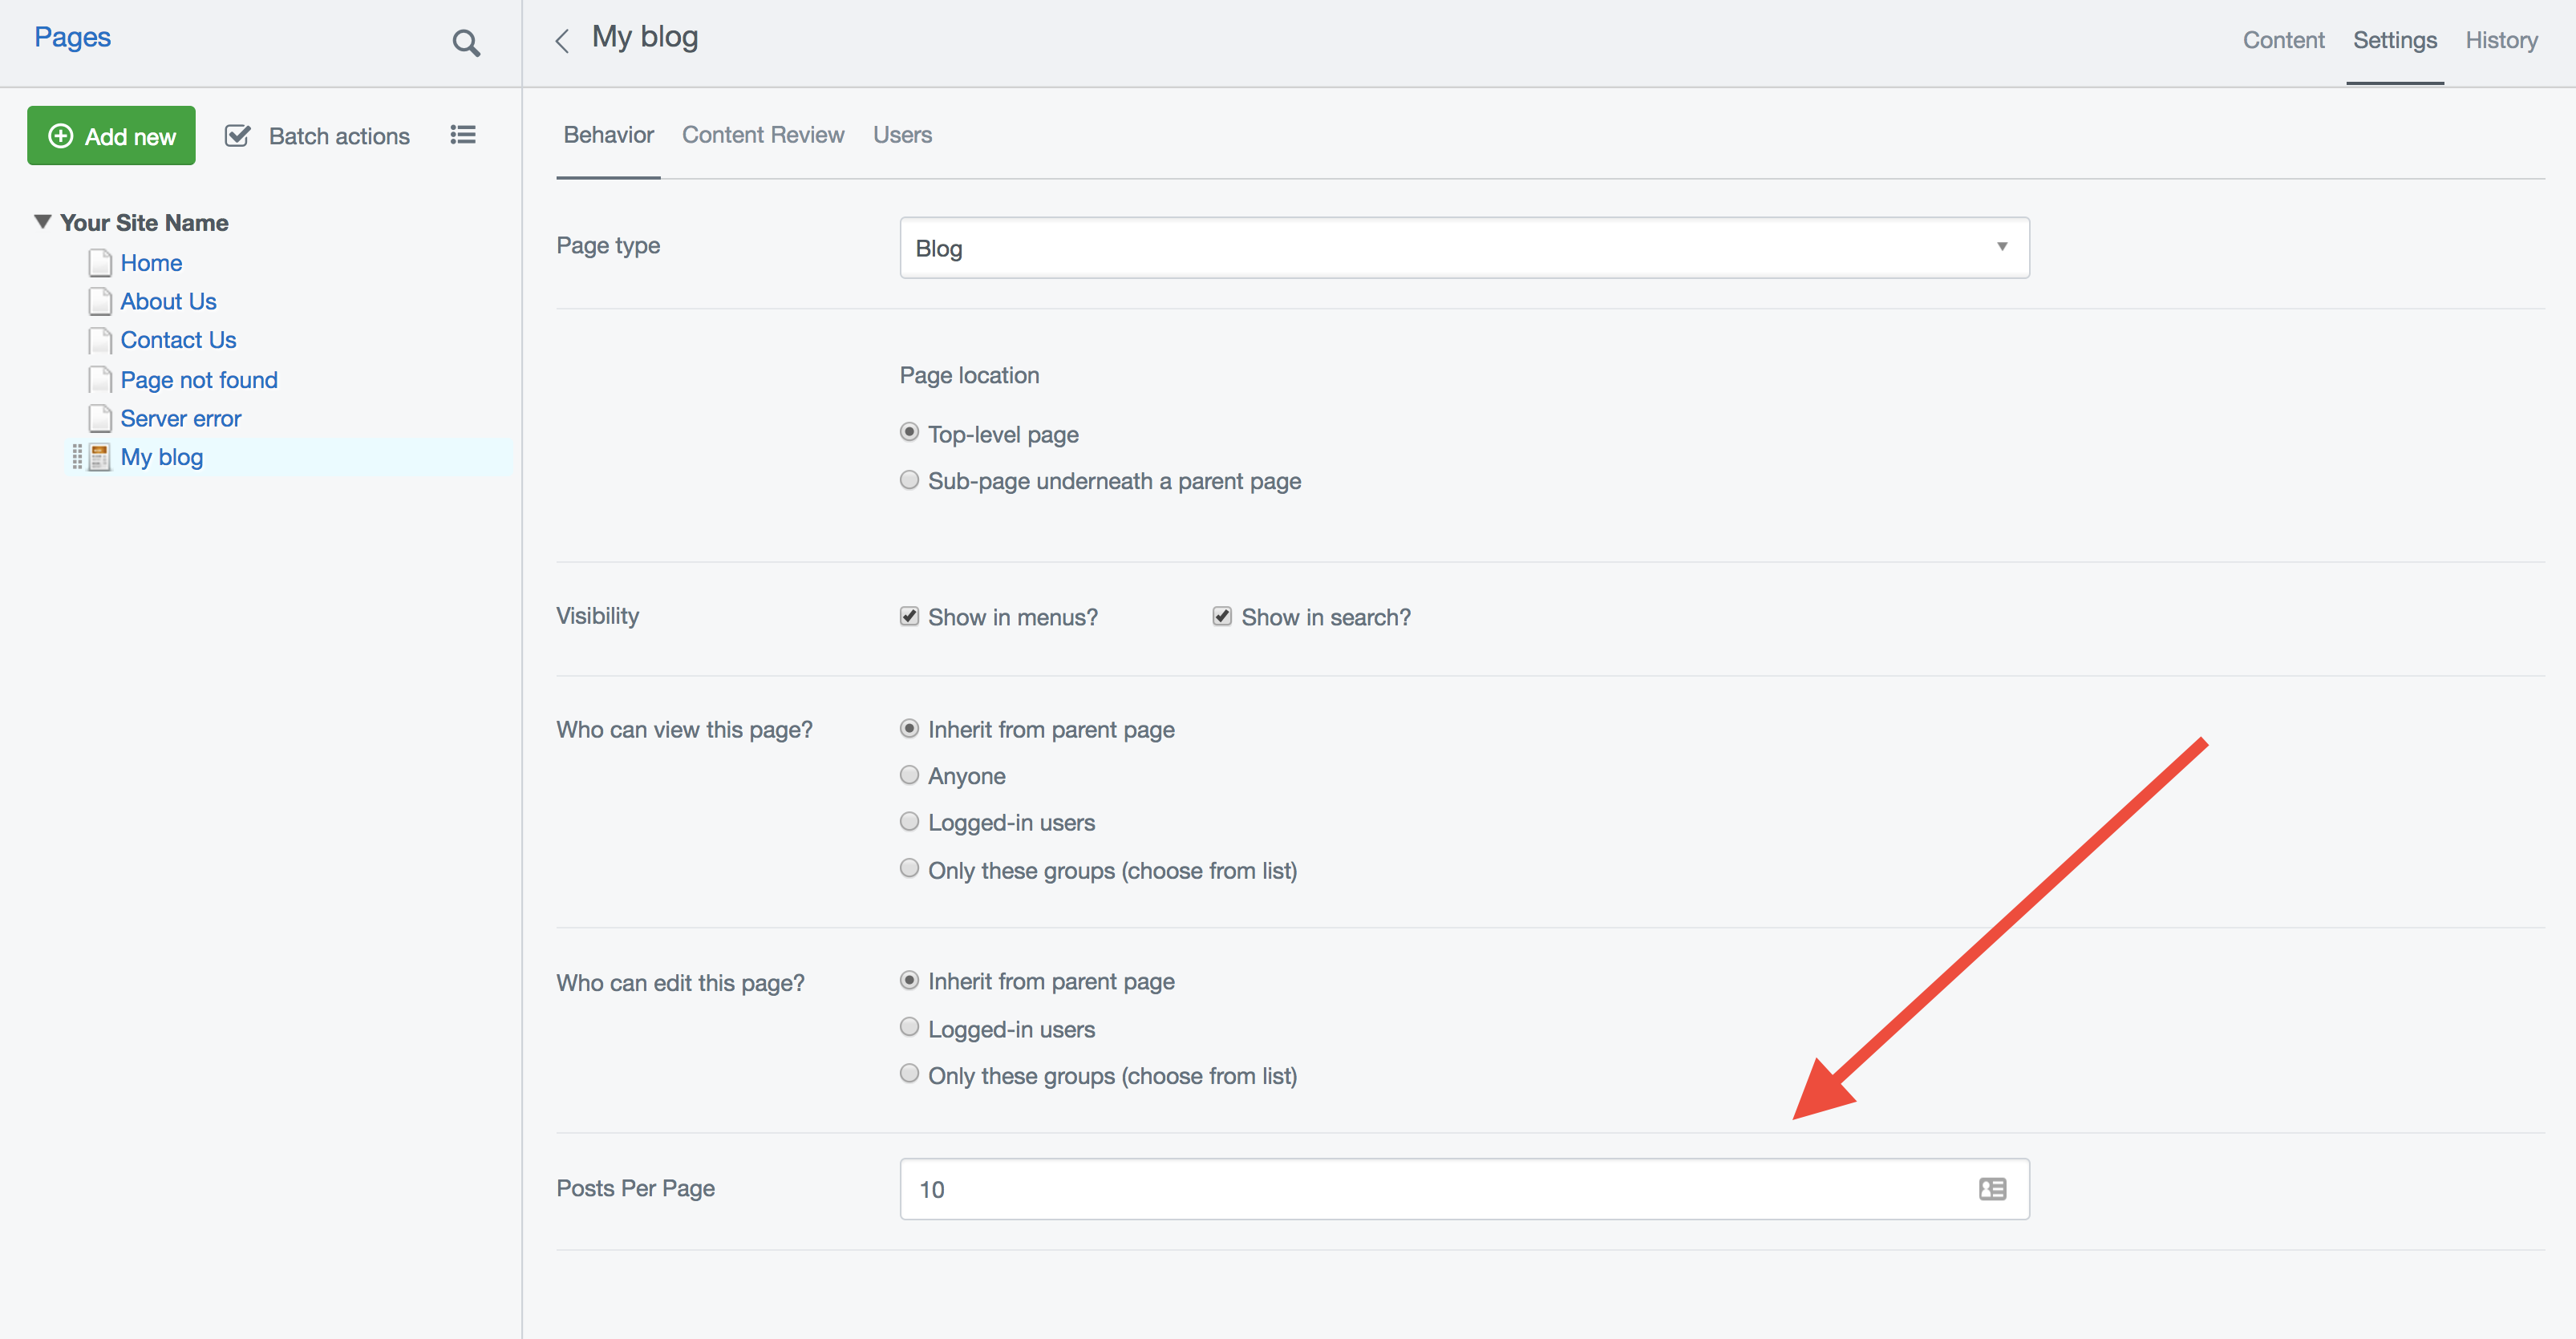 Pages
My blog
Content Settings History
Add new
Batch actions
Behavior Content Review Users
Your Site Name
Home
About Us
Contact Us
Page not found
Server error
My blog
Page type
Blog
Page location
Top-level page
Sub-page underneath a parent page
Visibility
Show in menus?
Show in search?
Who can view this page?
Inherit from parent page
Anyone
Logged-in users
Only these groups (choose from list)
Who can edit this page?
Inherit from parent page
Logged-in users
Only these groups (choose from list)
Posts Per Page
10